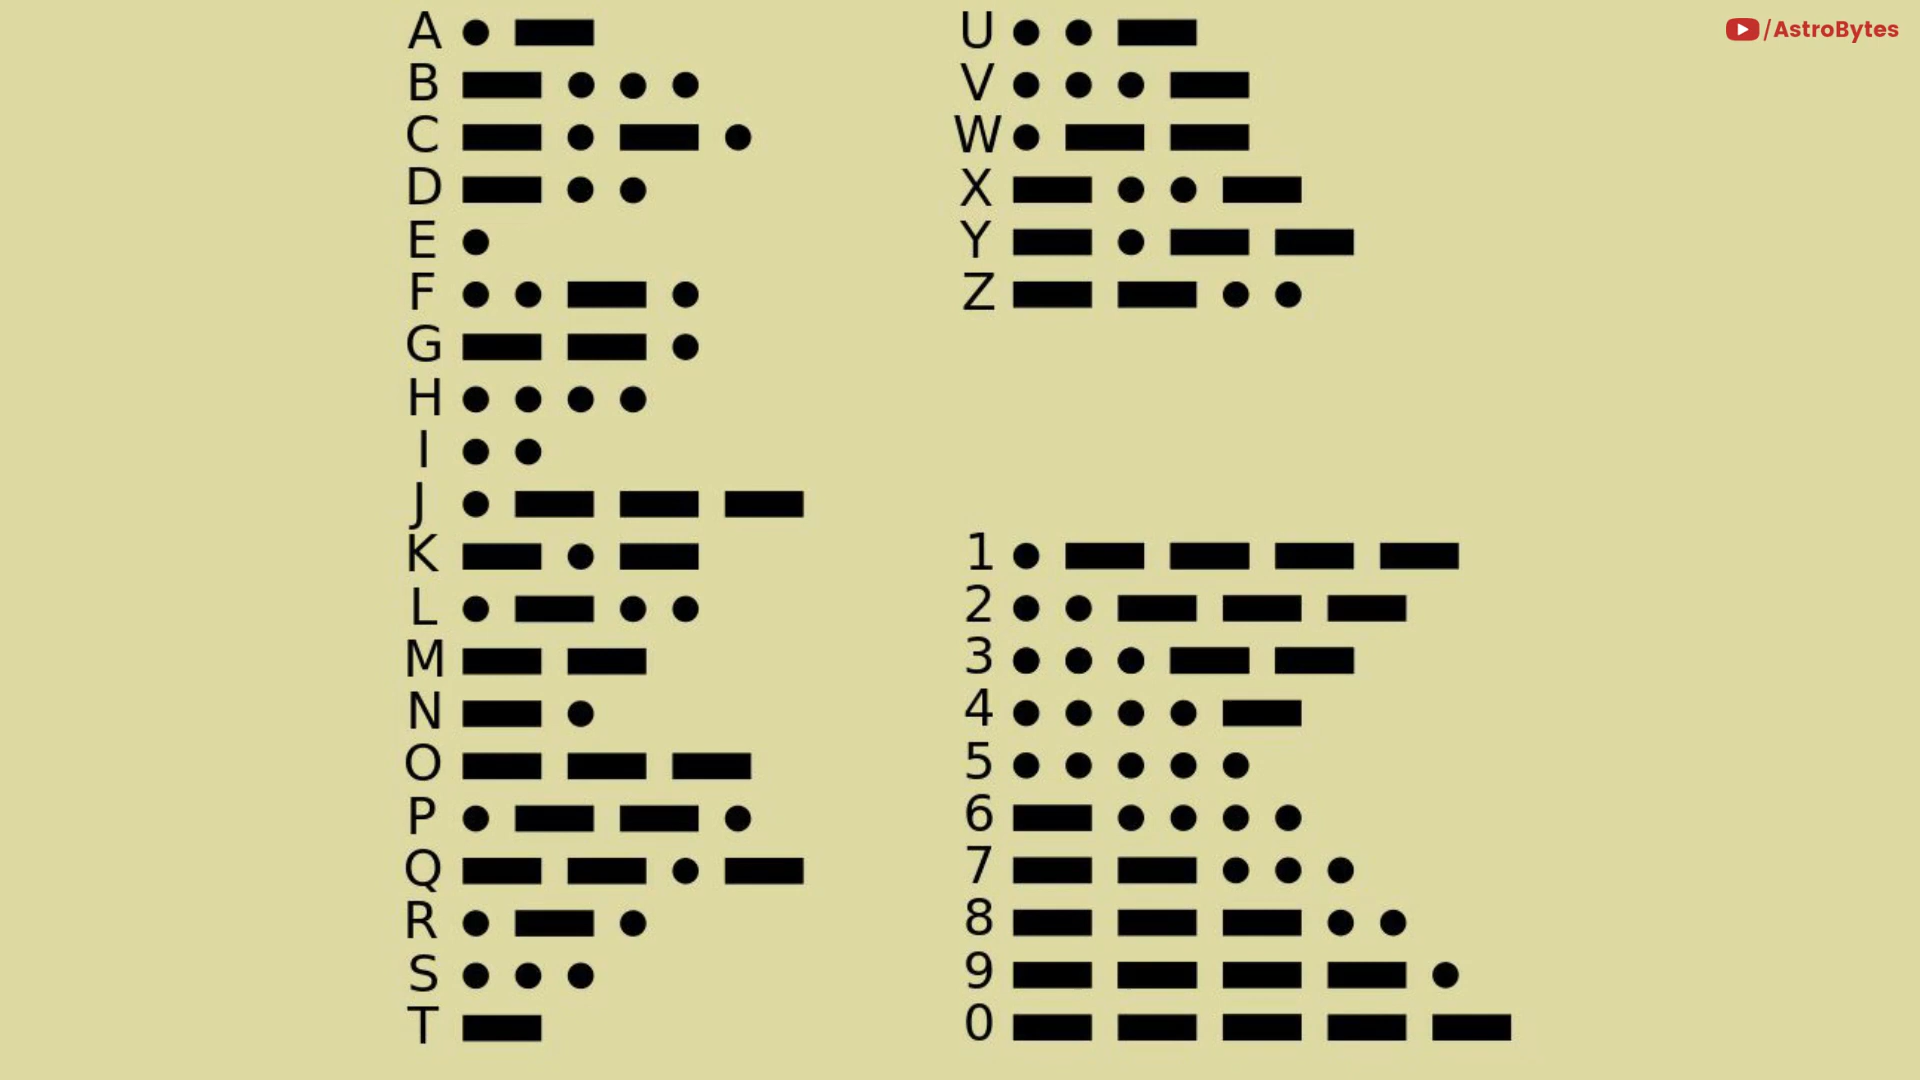 /AstroBytes
A ● ▬
B ▬ ● ● ●
C ▬ ● ▬ ●
D ▬ ● ●
E ●
F ● ● ▬ ●
G ▬ ▬ ●
H ● ● ● ●
I ● ●
J ● ▬ ▬ ▬
K ▬ ● ▬
L ● ▬ ● ●
M ▬ ▬
N ▬ ●
O ▬ ▬ ▬
P ● ▬ ▬ ●
Q ▬ ▬ ● ▬
R ● ▬ ●
S ● ● ●
T ▬
U ● ● ▬
V ● ● ● ▬
W ● ▬ ▬
X ▬ ● ● ▬
Y ▬ ● ▬ ▬
Z ▬ ▬ ● ●
1 ● ▬ ▬ ▬ ▬
2 ● ● ▬ ▬ ▬
3 ● ● ● ▬ ▬
4 ● ● ● ● ▬
5 ● ● ● ● ●
6 ▬ ● ● ● ●
7 ▬ ▬ ● ● ●
8 ▬ ▬ ▬ ● ●
9 ▬ ▬ ▬ ▬ ●
0 ▬ ▬ ▬ ▬ ▬